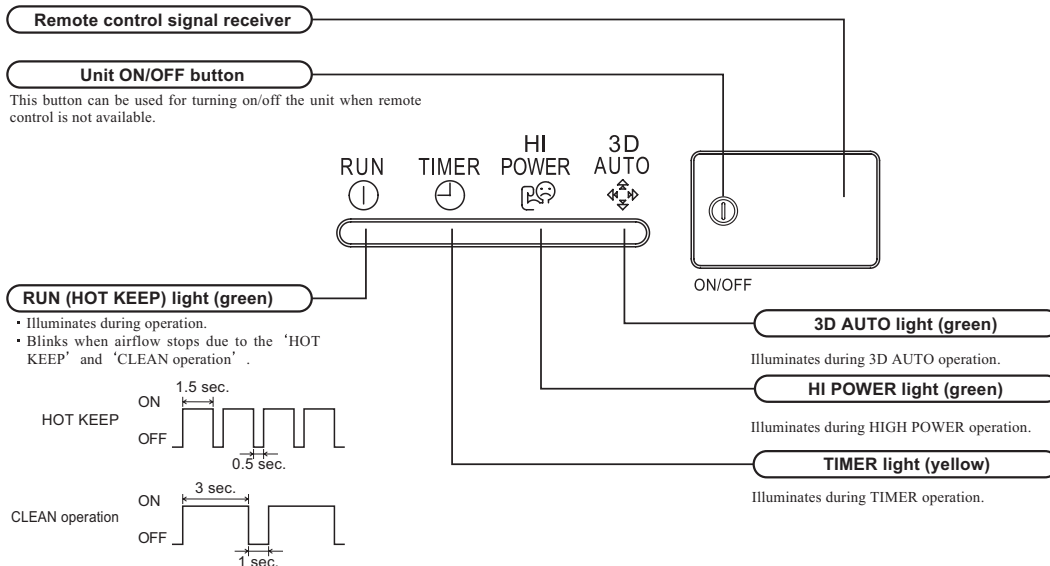 Remote control signal receiver
Unit ON/OFF button
This button can be used for turning on/off the unit when remote
control is not available.
RUN
TIMER
HI
POWER
3D
AUTO
ON/OFF
RUN (HOT KEEP) light (green)
・Illuminates during operation.
・Blinks when airflow stops due to the ‘HOT
KEEP’ and ‘CLEAN operation’.
HOT KEEP
ON
OFF
1.5 sec.
0.5 sec.
CLEAN operation
ON
OFF
3 sec.
1 sec.
3D AUTO light (green)
Illuminates during 3D AUTO operation.
HI POWER light (green)
Illuminates during HIGH POWER operation.
TIMER light (yellow)
Illuminates during TIMER operation.